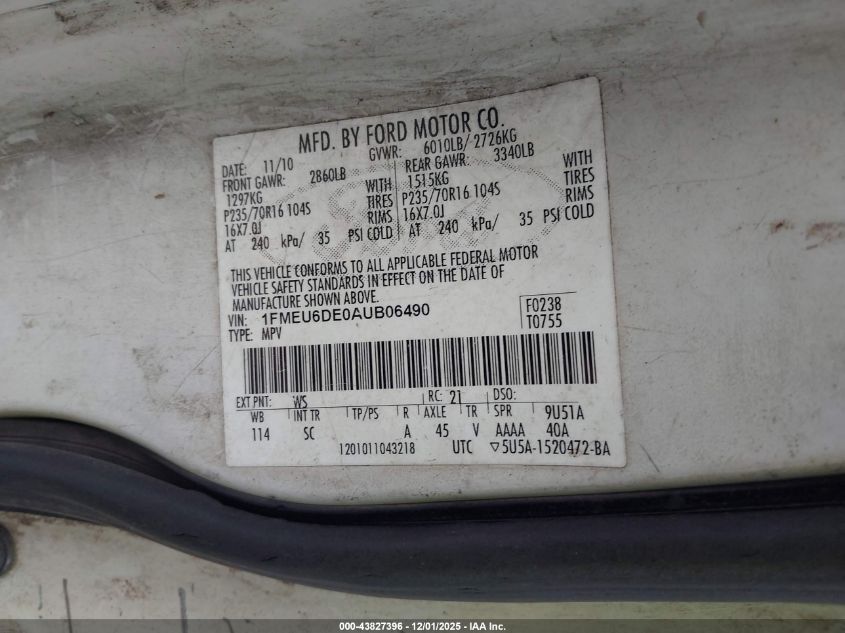 MFD. BY FORD MOTOR CO.
DATE: 11/10 GVWR: 6010LB/ 2726KG
FRONT GAWR: 2860LB REAR GAWR: 3340LB
1297KG WITH 1515KG WITH
P235/70R16 104S TIRES P235/70R16 104S TIRES
16X7.0J RIMS 16X7.0J RIMS
AT 240 kPa/ 35 PSI COLD AT 240 kPa/ 35 PSI COLD
THIS VEHICLE CONFORMS TO ALL APPLICABLE FEDERAL MOTOR
VEHICLE SAFETY STANDARDS IN EFFECT ON THE DATE OF
MANUFACTURE SHOWN ABOVE.
VIN: 1FMEU6DE0AUB06490 F0238
TYPE: MPV T0755
EXT PNT: WS RC: 21 DSO:
WB INT TR TP/PS R AXLE TR SPR 9U51A
114 SC A 45 V AAAA 40A
1201011043218 UTC ▽5U5A-1520472-BA
000-43827396 - 12/01/2025 - IAA Inc.